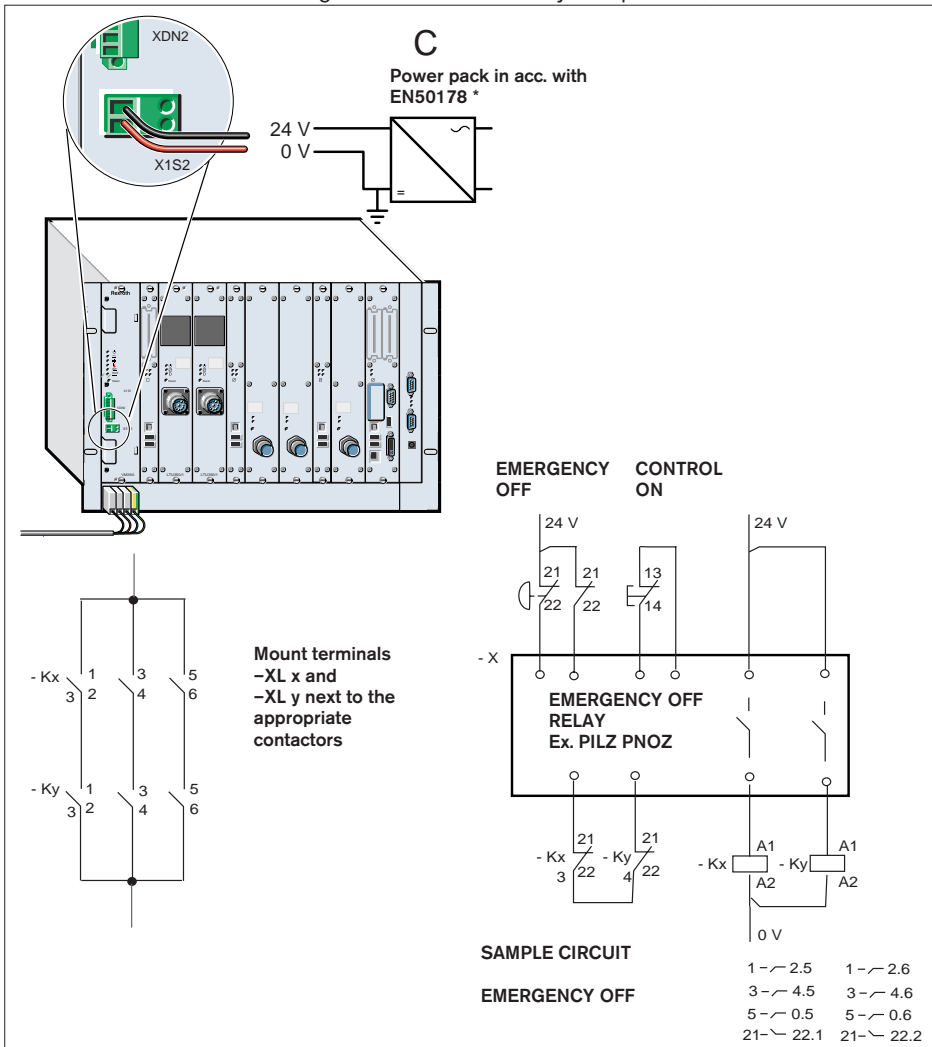 XDN2
X1S2
C
Power pack in acc. with
EN50178 *
24 V
0 V
=
Rexroth
EMERGENCY
OFF
CONTROL
ON
24 V
24 V
21
22
21
22
13
14
- X
EMERGENCY OFF
RELAY
Ex. PILZ PNOZ
- Kx
3
1
2
3
4
5
6
- Ky
3
1
2
3
4
5
6
Mount terminals
–XL x and
–XL y next to the
appropriate
contactors
- Kx
3
21
22
- Ky
4
21
22
- Kx
A1
A2
- Ky
A1
A2
0 V
SAMPLE CIRCUIT
EMERGENCY OFF
1 – 2.5
1 – 2.6
3 – 4.5
3 – 4.6
5 – 0.5
5 – 0.6
21– 22.1
21– 22.2